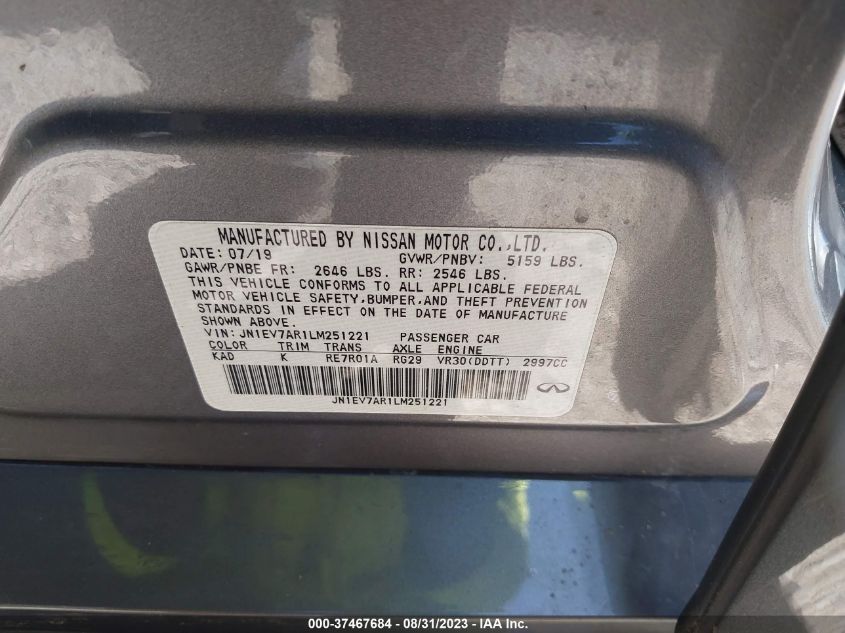 MANUFACTURED BY NISSAN MOTOR CO.,LTD.
DATE: 07/19 GVWR/PNBV: 5159 LBS.
GAWR/PNBE FR: 2646 LBS. RR: 2546 LBS.
THIS VEHICLE CONFORMS TO ALL APPLICABLE FEDERAL
MOTOR VEHICLE SAFETY,BUMPER,AND THEFT PREVENTION
STANDARDS IN EFFECT ON THE DATE OF MANUFACTURE
SHOWN ABOVE.
VIN: JN1EV7AR1LM251221 PASSENGER CAR
COLOR TRIM TRANS AXLE ENGINE
KAD K RE7R01A RG29 VR30(DDTT) 2997CC
JN1EV7AR1LM251221
000-37467684 - 08/31/2023 - IAA Inc.